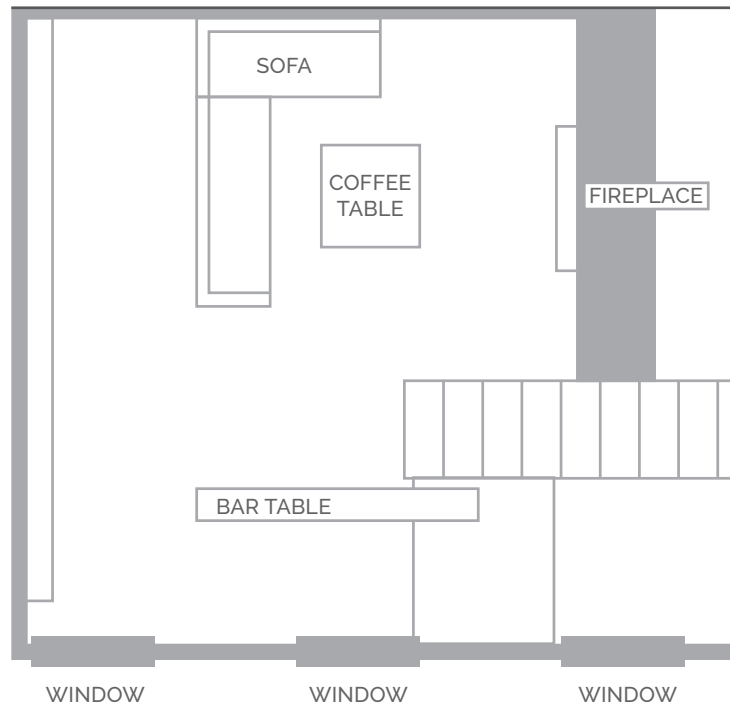 SOFA
COFFEE
TABLE
FIREPLACE
BAR TABLE
WINDOW
WINDOW
WINDOW